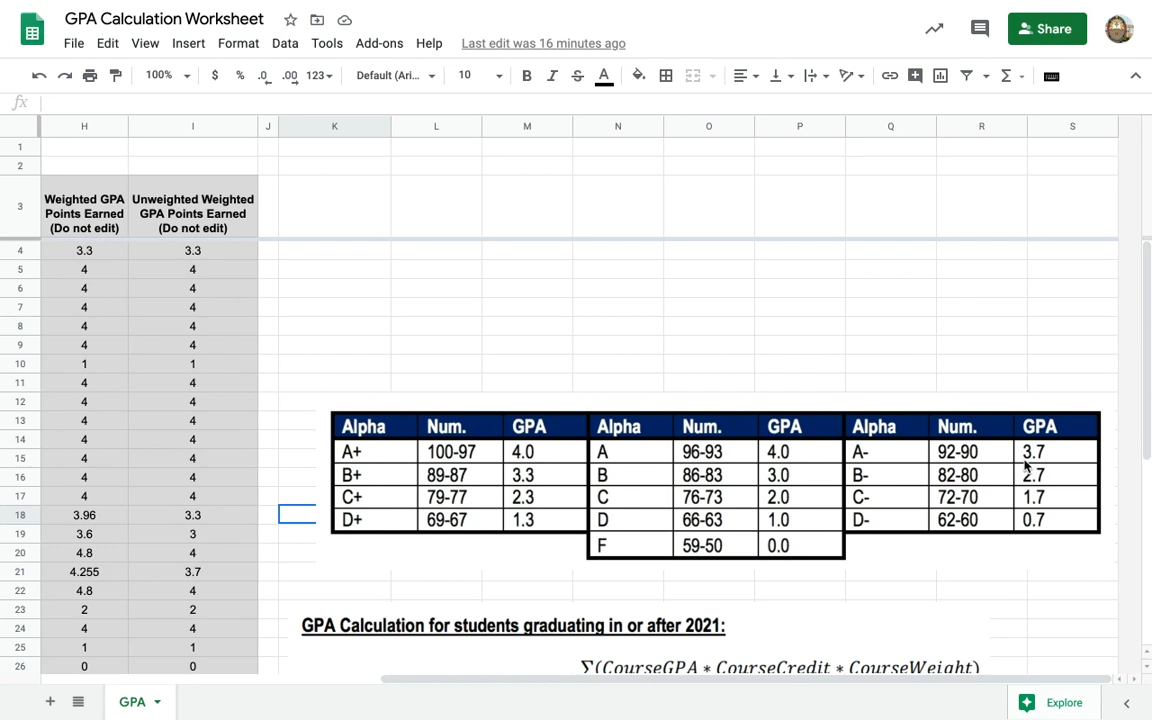 GPA Calculation Worksheet
File Edit View Insert Format Data Tools Add-ons Help Last edit was 16 minutes ago
Share
100% $ % .0 .00 123 Default (Ari... 10 B I S A
fx
H I J K L M N O P Q R S
1
2
3
Weighted GPA Points Earned (Do not edit) Unweighted Weighted GPA Points Earned (Do not edit)
4 3.3 3.3
5 4 4
6 4 4
7 4 4
8 4 4
9 4 4
10 1 1
11 4 4
12 4 4
13 4 4
14 4 4
15 4 4
16 4 4
17 4 4
18 3.96 3.3
19 3.6 3
20 4.8 4
21 4.255 3.7
22 4.8 4
23 2 2
24 4 4
25 1 1
26 0 0
Alpha Num. GPA Alpha Num. GPA Alpha Num. GPA
A+ 100-97 4.0 A 96-93 4.0 A- 92-90 3.7
B+ 89-87 3.3 B 86-83 3.0 B- 82-80 2.7
C+ 79-77 2.3 C 76-73 2.0 C- 72-70 1.7
D+ 69-67 1.3 D 66-63 1.0 D- 62-60 0.7
F 59-50 0.0
GPA Calculation for students graduating in or after 2021:
∑(CourseGPA * CourseCredit * CourseWeight)
GPA
Explore